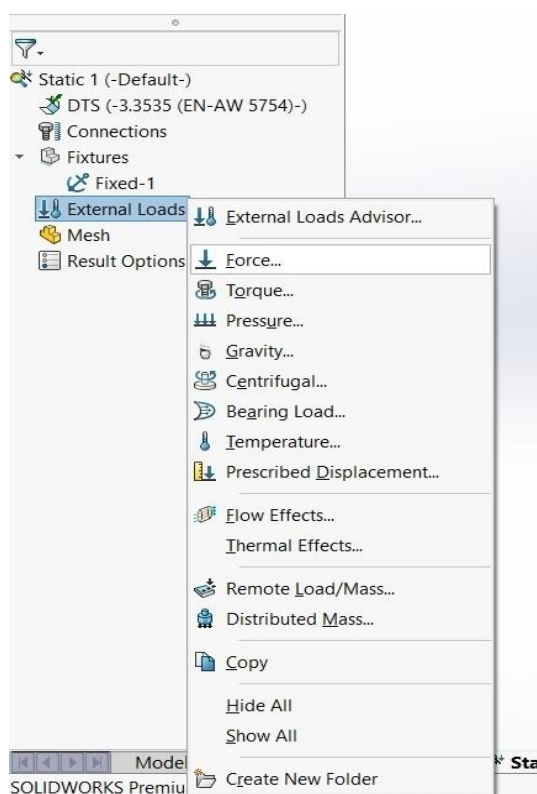 Static 1 (-Default-)
DTS (-3.3535 (EN-AW 5754)-)
Connections
Fixtures
Fixed-1
External Loads
Mesh
Result Options
External Loads Advisor...
Force...
Torque...
Pressure...
Gravity...
Centrifugal...
Bearing Load...
Temperature...
Prescribed Displacement...
Flow Effects...
Thermal Effects...
Remote Load/Mass...
Distributed Mass...
Copy
Hide All
Show All
Create New Folder
Model
Sta
SOLIDWORKS Premiu